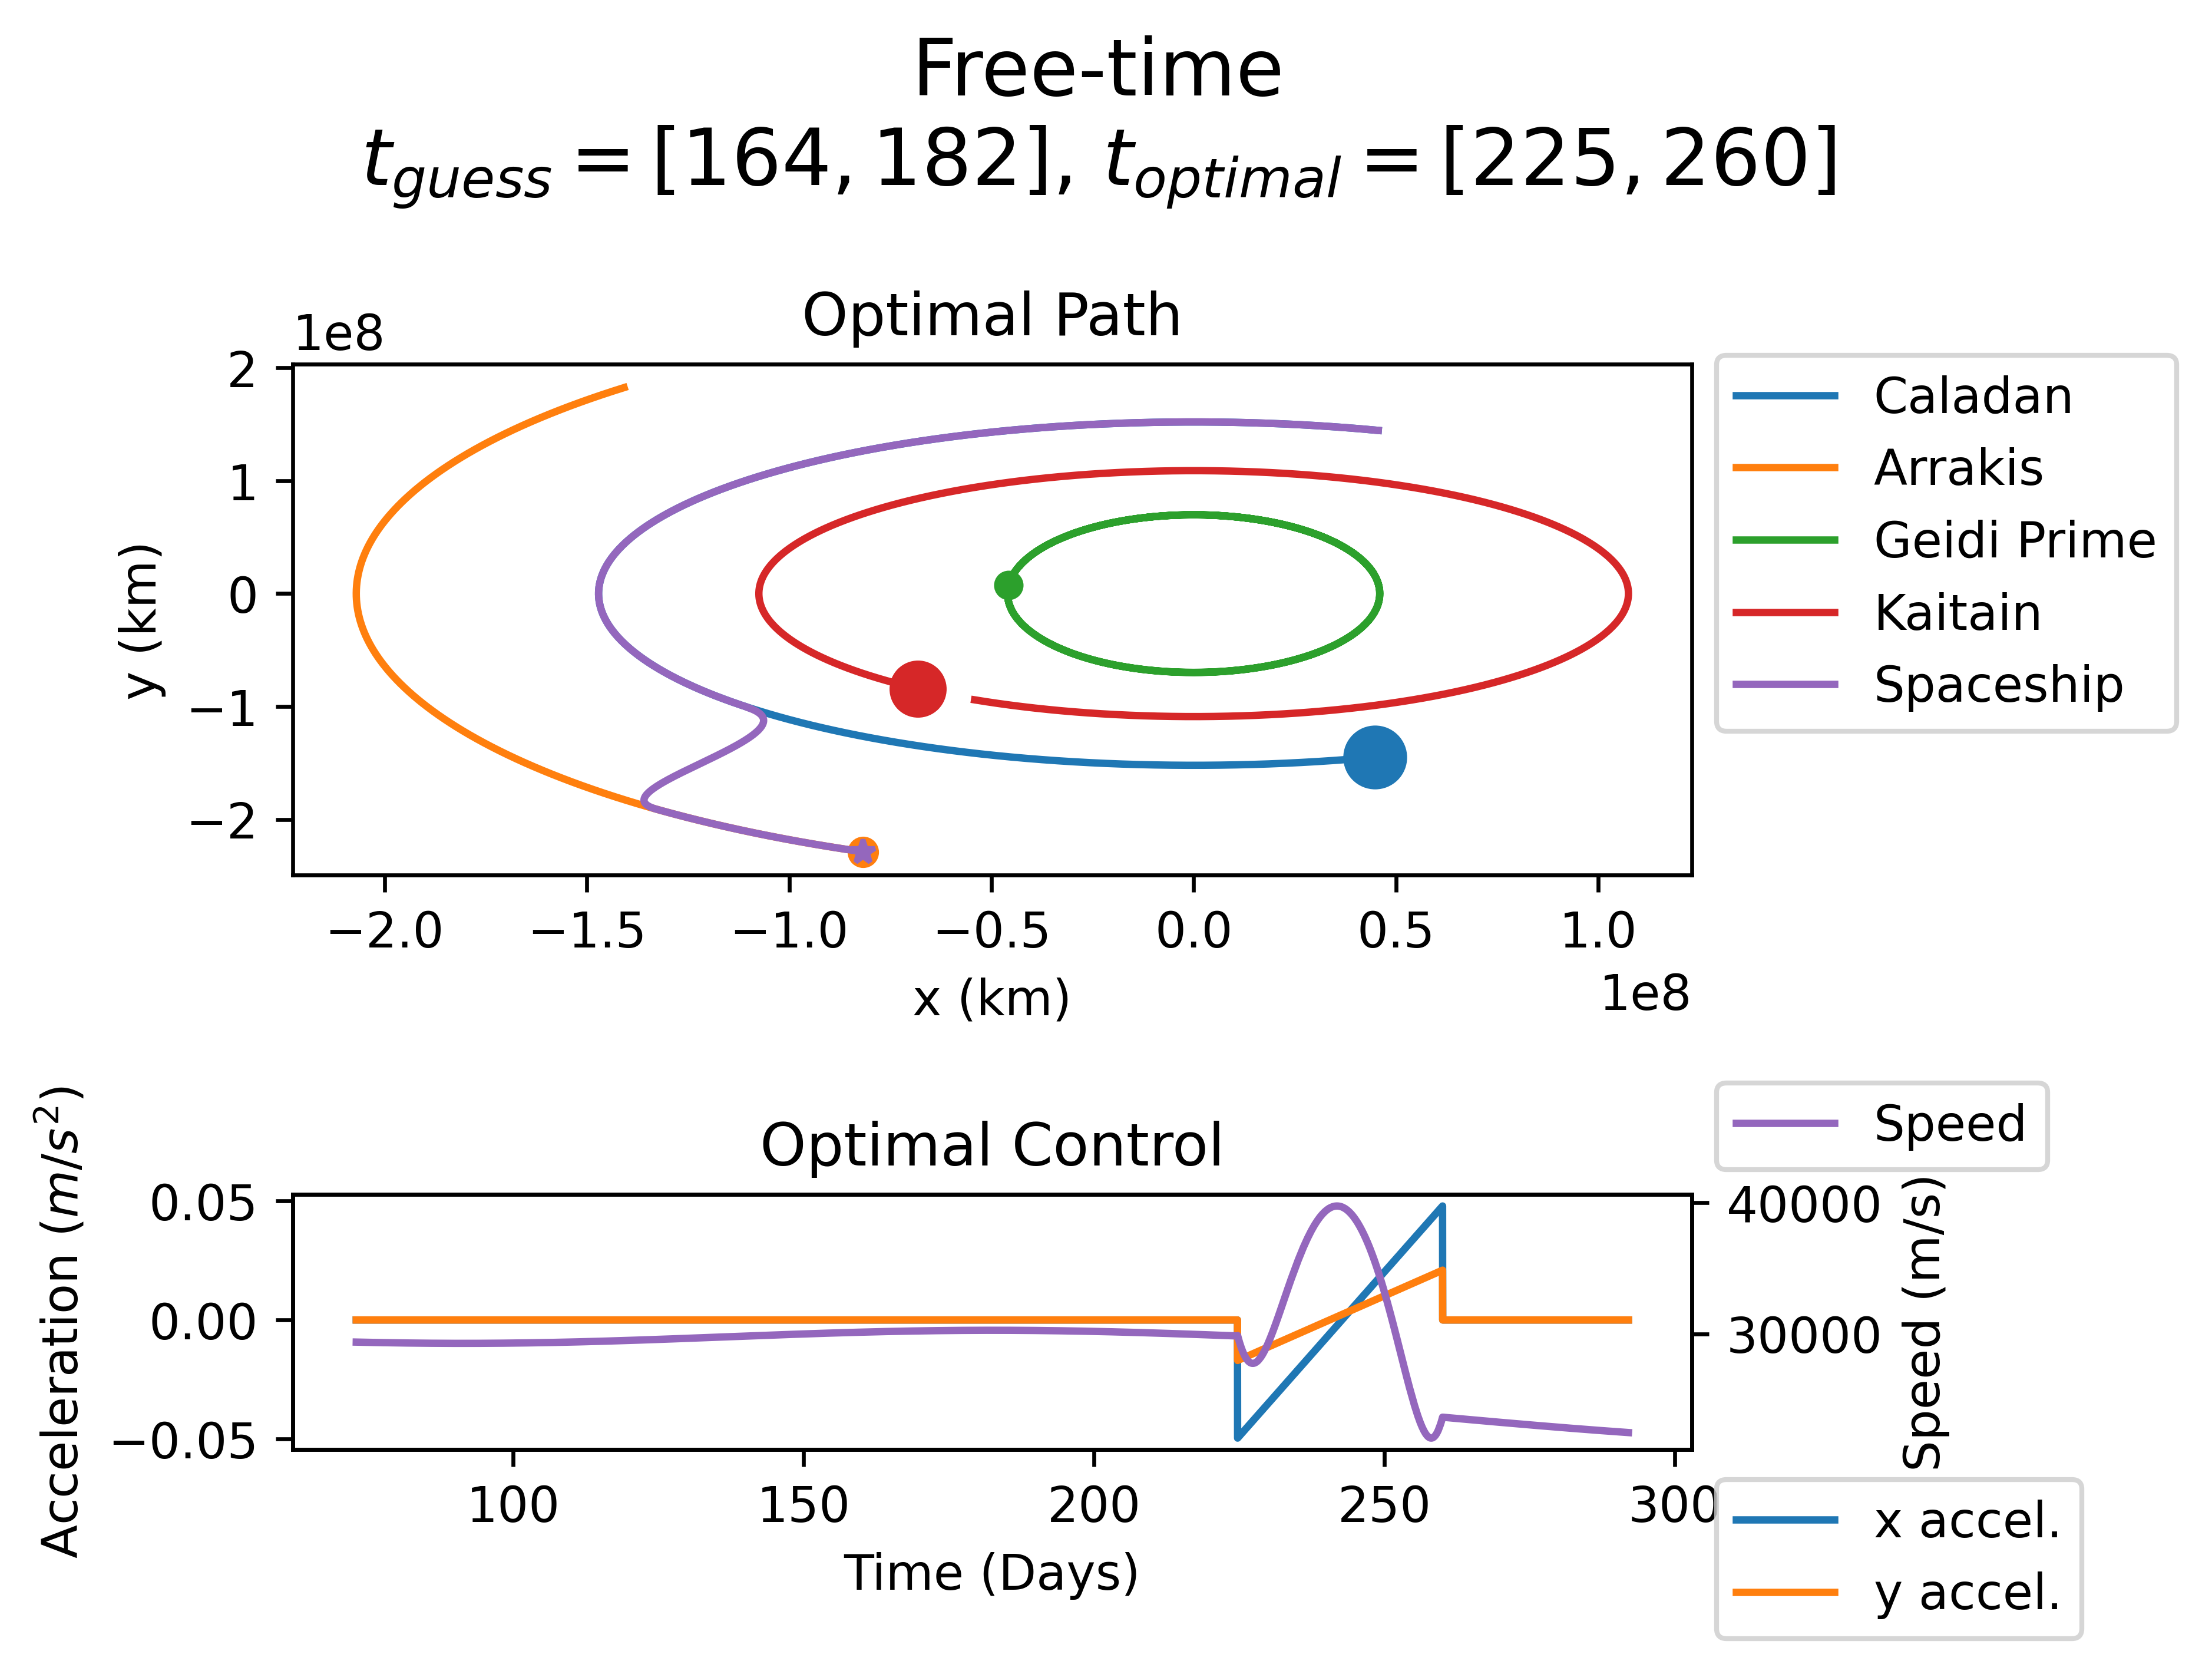 Free-time
t_guess = [164, 182], t_optimal = [225, 260]
Optimal Path
1e8
2
1
0
−1
−2
y (km)
−2.0 −1.5 −1.0 −0.5 0.0 0.5 1.0
1e8
x (km)
Caladan
Arrakis
Geidi Prime
Kaitain
Spaceship
Optimal Control
Speed
0.05
0.00
−0.05
Acceleration (m/s²)
40000
30000
Speed (m/s)
100 150 200 250 300
Time (Days)
x accel.
y accel.